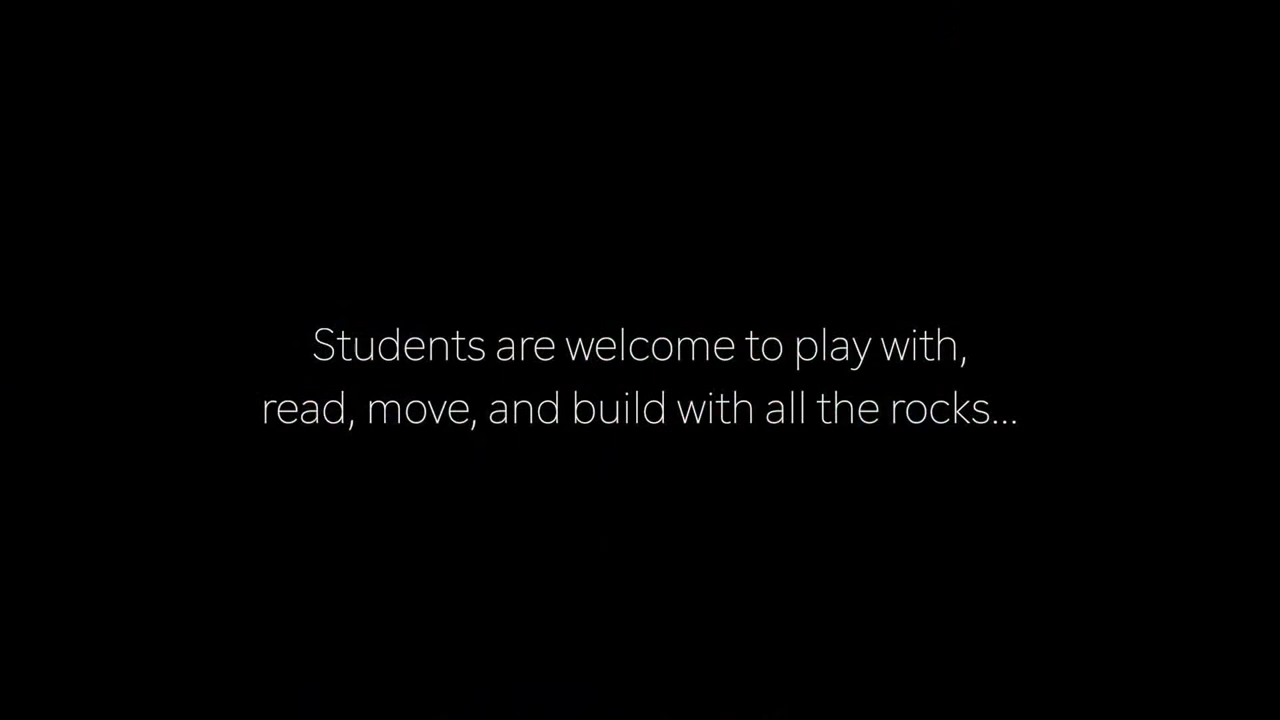 Students are welcome to play with,
read, move, and build with all the rocks...